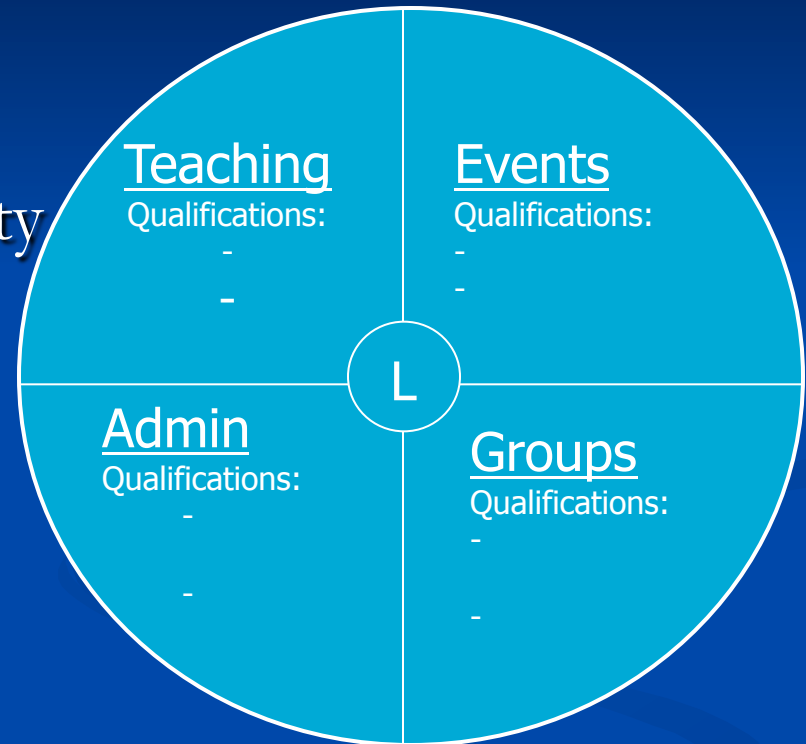 ty
Teaching
Qualifications:
-
-
Events
Qualifications:
-
-
L
Admin
Qualifications:
-
-
Groups
Qualifications:
-
-